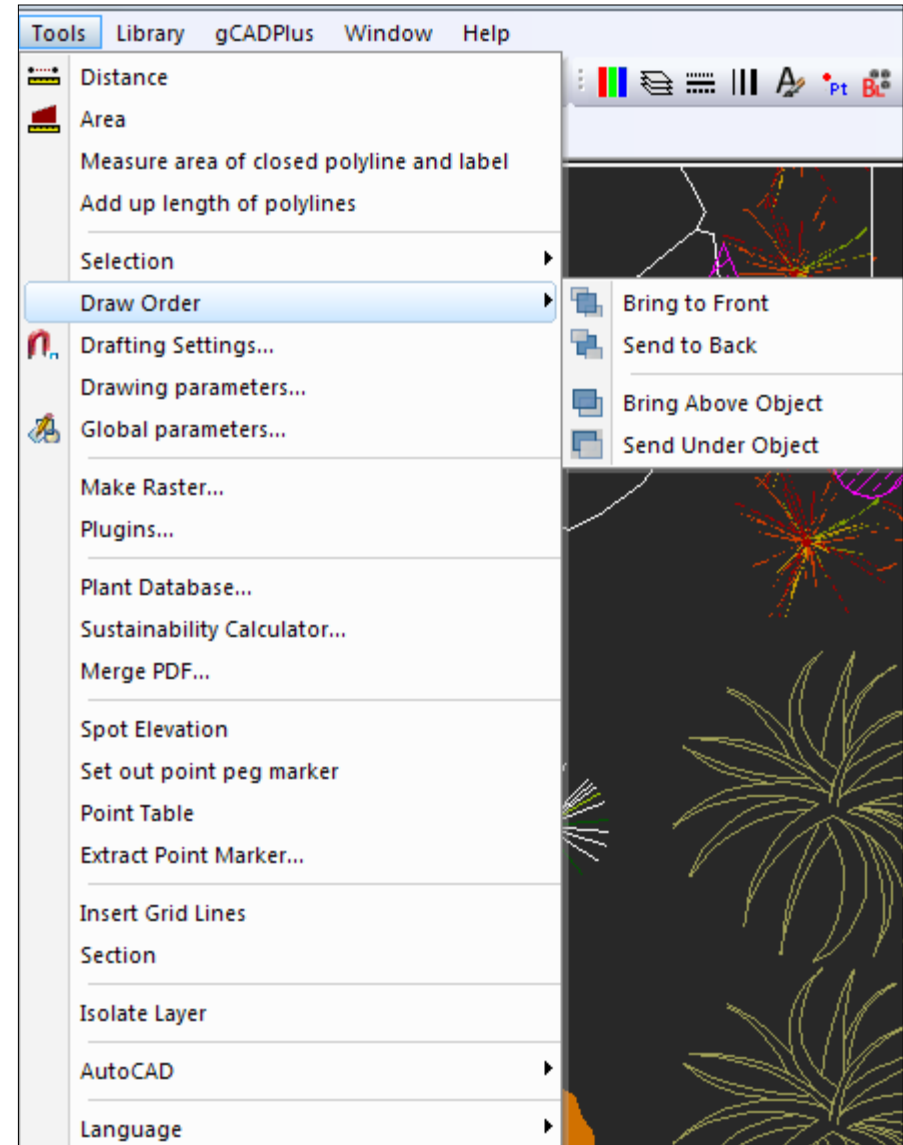 Tools Library gCADPlus Window Help
Distance
Area
Measure area of closed polyline and label
Add up length of polylines
Selection
Draw Order
Drafting Settings...
Drawing parameters...
Global parameters...
Make Raster...
Plugins...
Plant Database...
Sustainability Calculator...
Merge PDF...
Spot Elevation
Set out point peg marker
Point Table
Extract Point Marker...
Insert Grid Lines
Section
Isolate Layer
AutoCAD
Language
A Pt BL
Bring to Front
Send to Back
Bring Above Object
Send Under Object